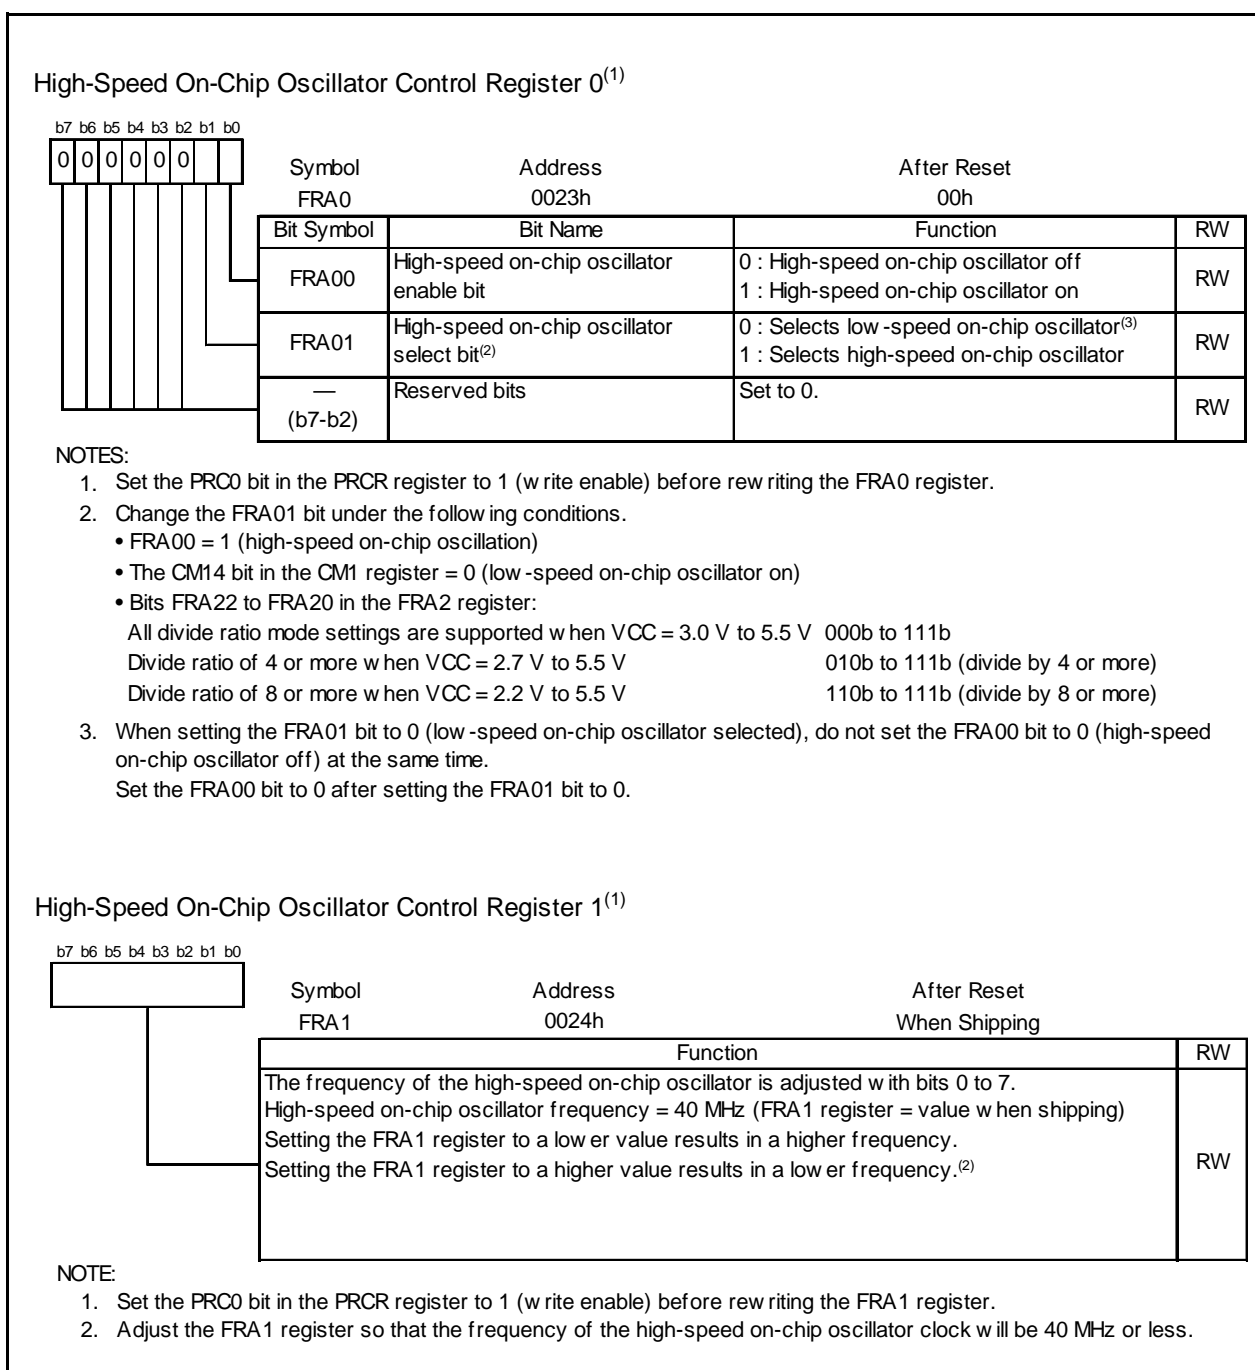 High-Speed On-Chip Oscillator Control Register 0(1)
b7 b6 b5 b4 b3 b2 b1 b0
0 0 0 0 0 0
Symbol Address After Reset
FRA0 0023h 00h
Bit Symbol Bit Name Function RW
FRA00 High-speed on-chip oscillator enable bit 0 : High-speed on-chip oscillator off
1 : High-speed on-chip oscillator on RW
FRA01 High-speed on-chip oscillator select bit(2) 0 : Selects low-speed on-chip oscillator(3)
1 : Selects high-speed on-chip oscillator RW
—
(b7-b2) Reserved bits Set to 0. RW
NOTES:
1. Set the PRC0 bit in the PRCR register to 1 (write enable) before rewriting the FRA0 register.
2. Change the FRA01 bit under the following conditions.
• FRA00 = 1 (high-speed on-chip oscillation)
• The CM14 bit in the CM1 register = 0 (low-speed on-chip oscillator on)
• Bits FRA22 to FRA20 in the FRA2 register:
All divide ratio mode settings are supported when VCC = 3.0 V to 5.5 V 000b to 111b
Divide ratio of 4 or more when VCC = 2.7 V to 5.5 V 010b to 111b (divide by 4 or more)
Divide ratio of 8 or more when VCC = 2.2 V to 5.5 V 110b to 111b (divide by 8 or more)
3. When setting the FRA01 bit to 0 (low-speed on-chip oscillator selected), do not set the FRA00 bit to 0 (high-speed
on-chip oscillator off) at the same time.
Set the FRA00 bit to 0 after setting the FRA01 bit to 0.
High-Speed On-Chip Oscillator Control Register 1(1)
b7 b6 b5 b4 b3 b2 b1 b0
Symbol Address After Reset
FRA1 0024h When Shipping
Function RW
The frequency of the high-speed on-chip oscillator is adjusted with bits 0 to 7.
High-speed on-chip oscillator frequency = 40 MHz (FRA1 register = value when shipping)
Setting the FRA1 register to a lower value results in a higher frequency.
Setting the FRA1 register to a higher value results in a lower frequency.(2) RW
NOTE:
1. Set the PRC0 bit in the PRCR register to 1 (write enable) before rewriting the FRA1 register.
2. Adjust the FRA1 register so that the frequency of the high-speed on-chip oscillator clock will be 40 MHz or less.